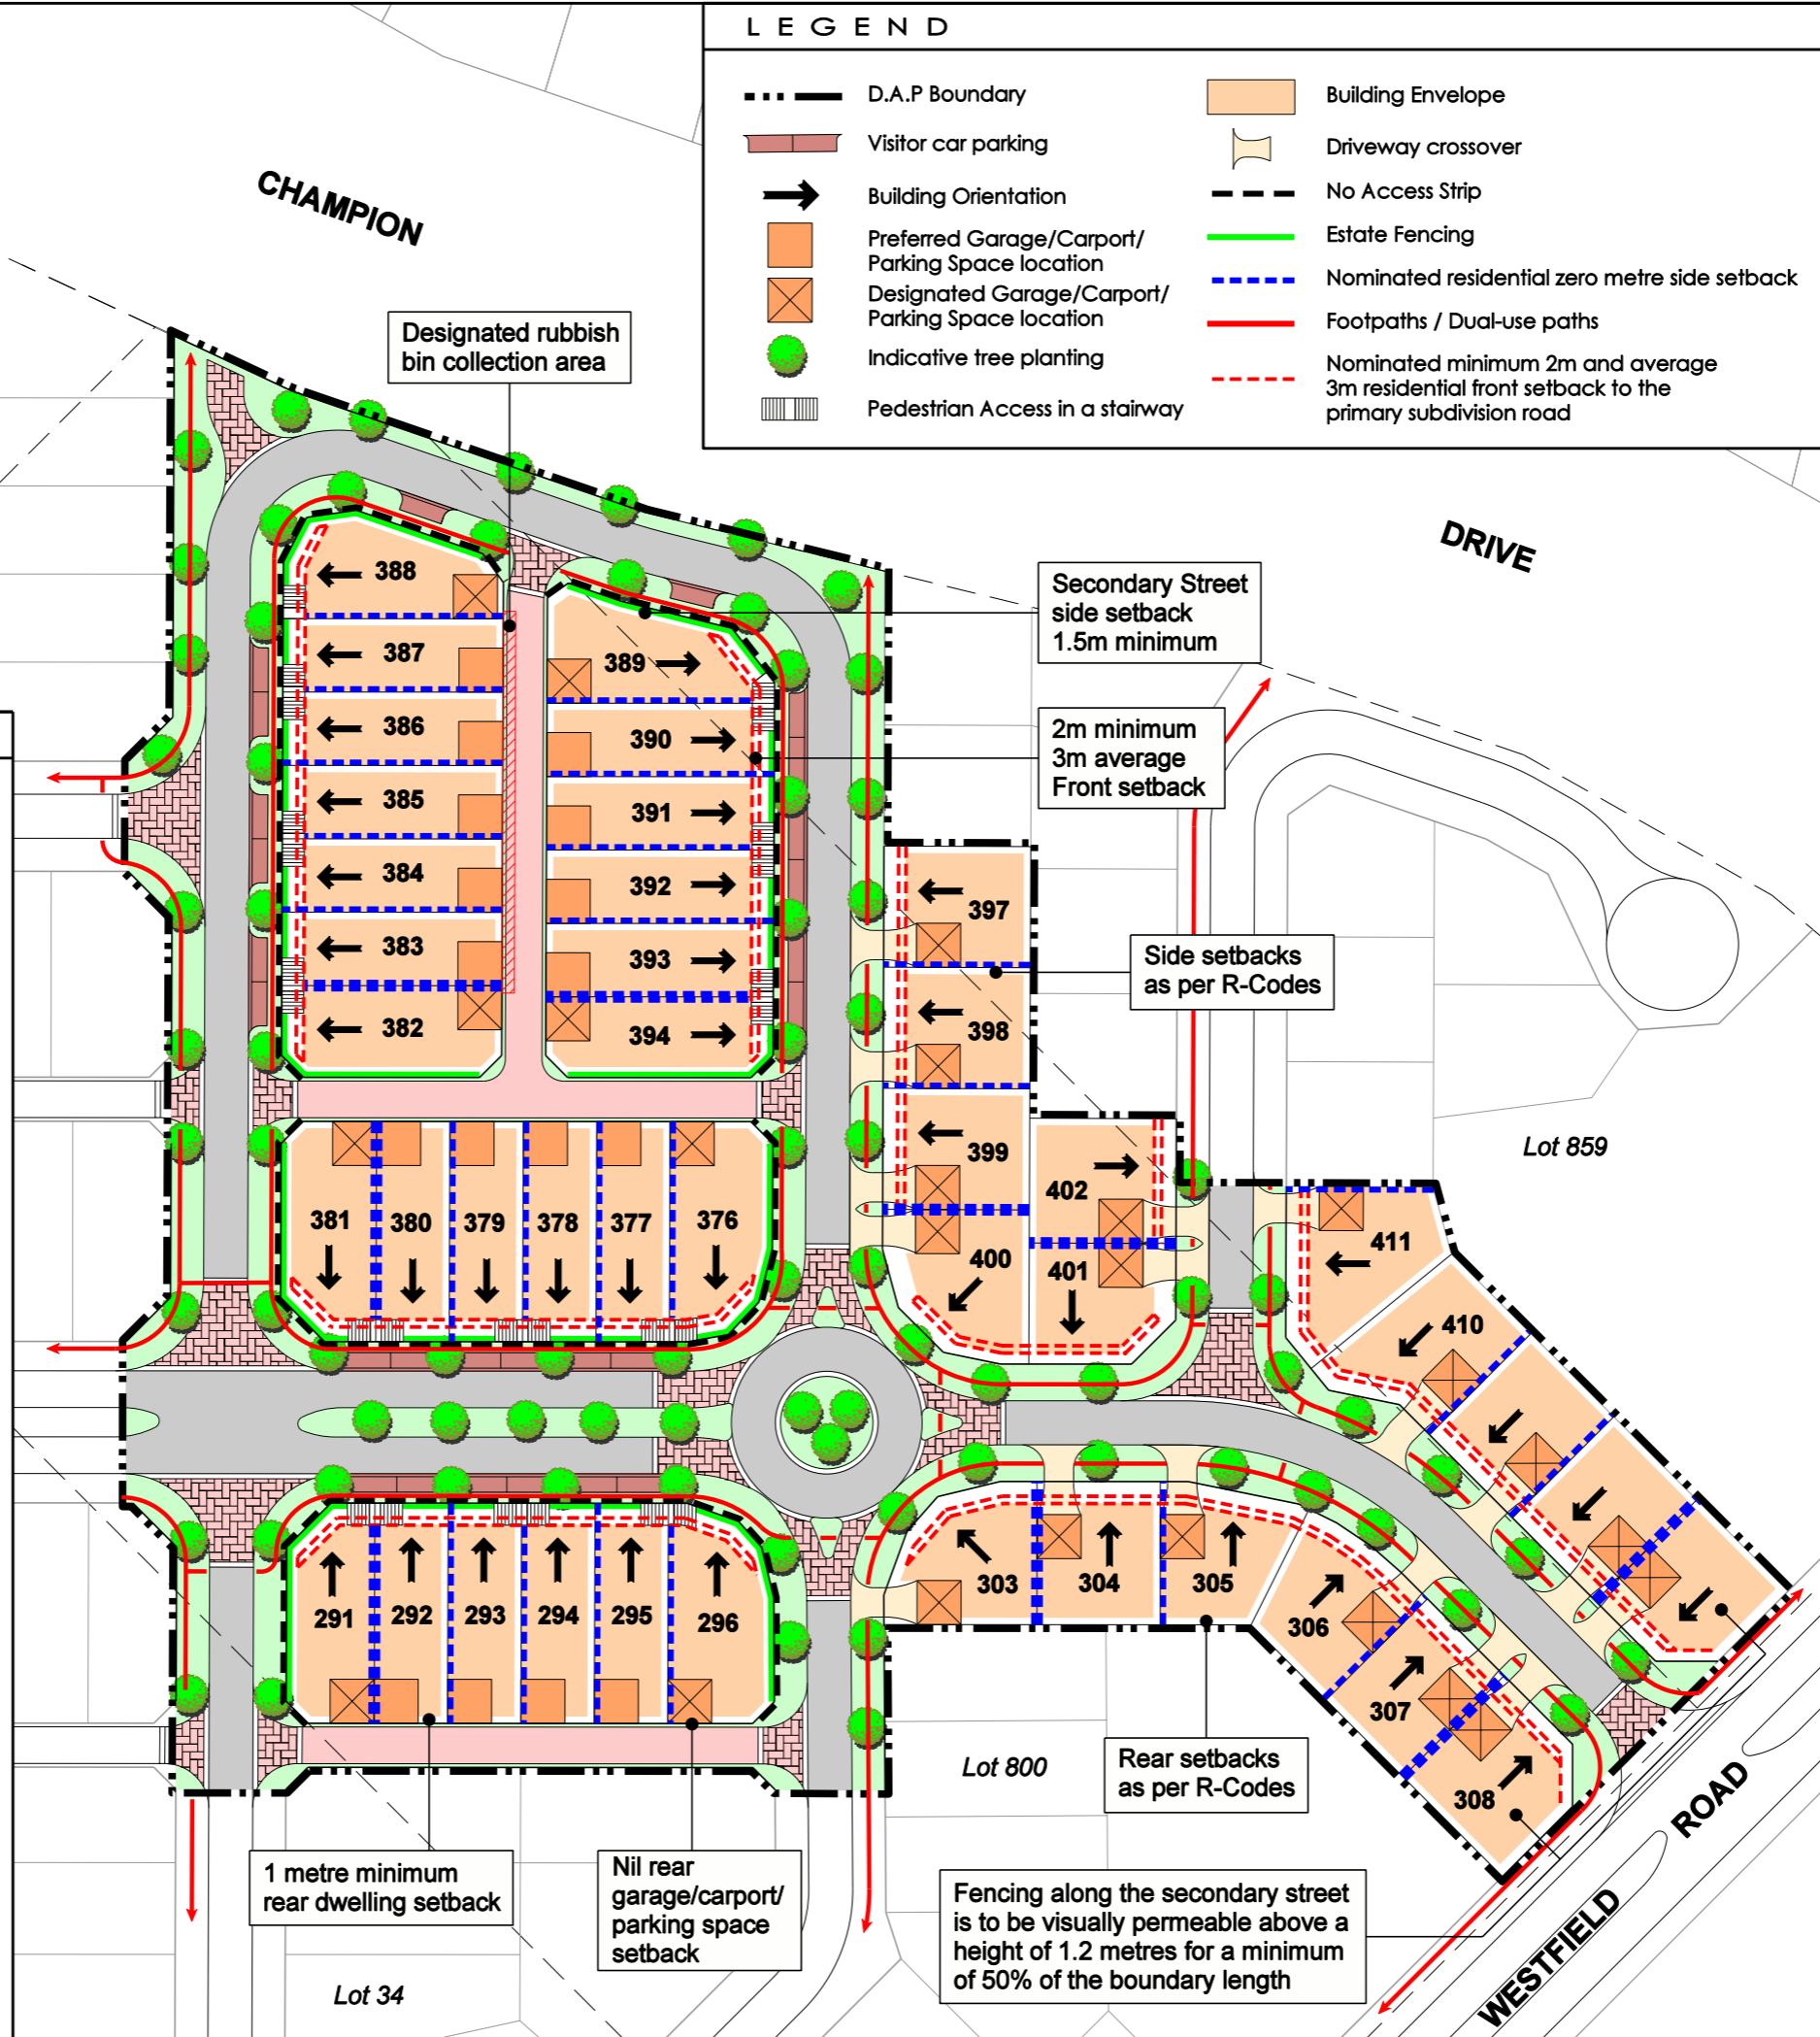 LEGEND
D.A.P Boundary
Visitor car parking
Building Orientation
Preferred Garage/Carport/
Parking Space location
Designated Garage/Carport/
Parking Space location
Indicative tree planting
Pedestrian Access in a stairway
Building Envelope
Driveway crossover
No Access Strip
Estate Fencing
Nominated residential zero metre side setback
Footpaths / Dual-use paths
Nominated minimum 2m and average
3m residential front setback to the
primary subdivision road
CHAMPION
DRIVE
Designated rubbish
bin collection area
Secondary Street
side setback
1.5m minimum
2m minimum
3m average
Front setback
Side setbacks
as per R-Codes
388
387
386
385
384
383
382
389
390
391
392
393
394
397
398
399
400
402
401
411
410
Lot 859
381
380
379
378
377
376
291
292
293
294
295
296
303
304
305
306
307
308
Lot 800
Rear setbacks
as per R-Codes
1 metre minimum
rear dwelling setback
Nil rear
garage/carport/
parking space
setback
Fencing along the secondary street
is to be visually permeable above a
height of 1.2 metres for a minimum
of 50% of the boundary length
Lot 34
WESTFIELD
ROAD